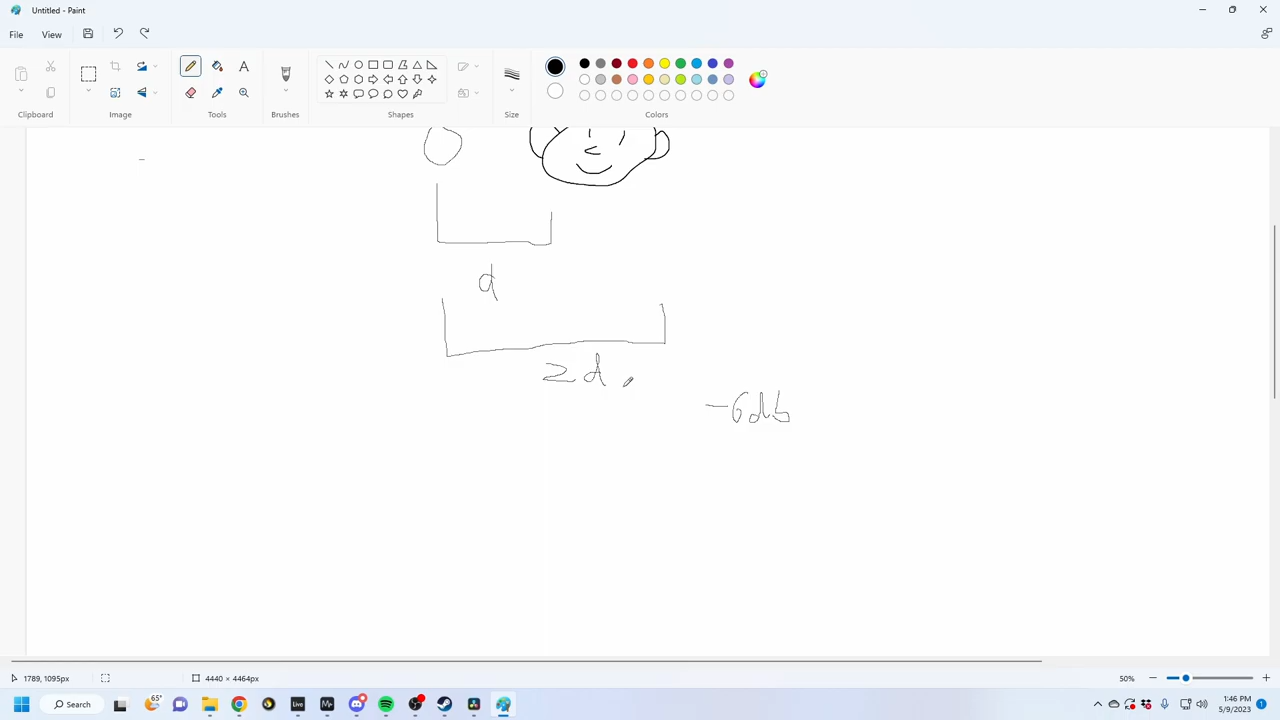 Untitled - Paint
File View
Clipboard Image Tools Brushes Shapes Size Colors
d
2d
-6db
1789, 1095px 4440 × 4464px 50%
65°
Search
Live
1:46 PM
5/9/2023